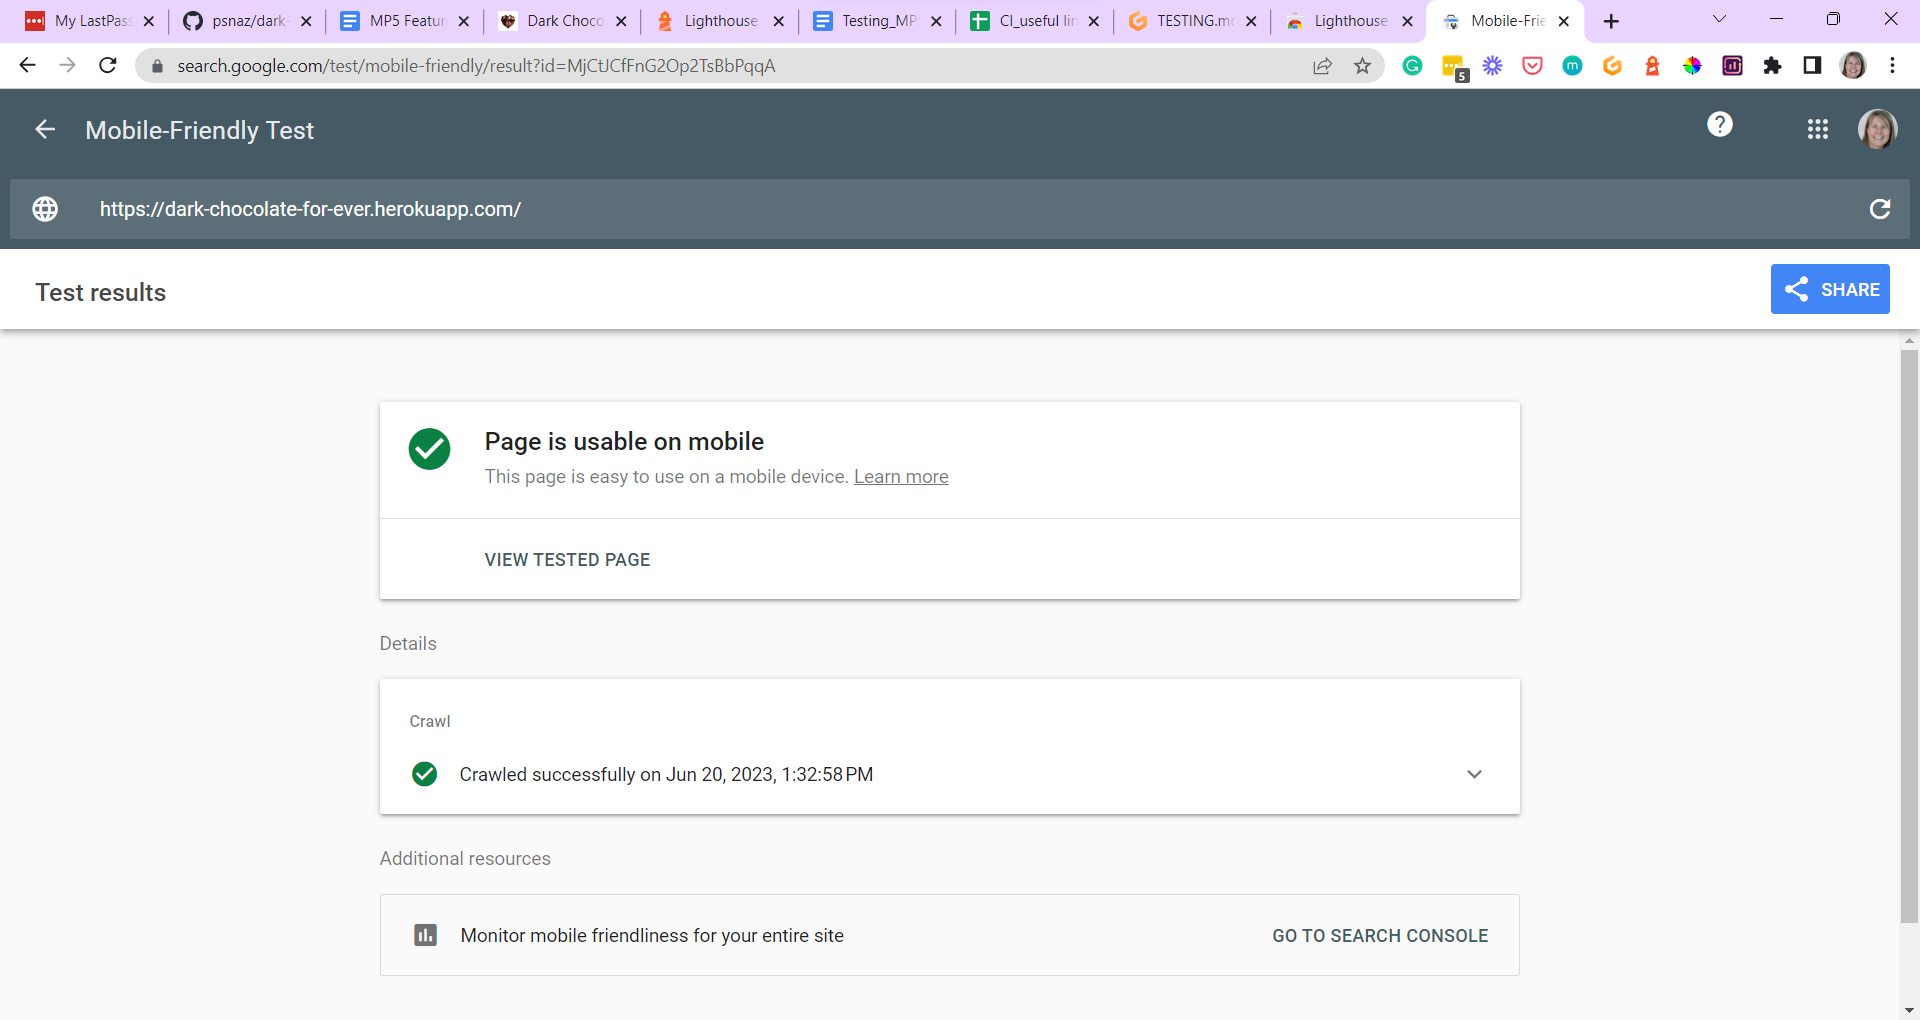 My LastPass
psnaz/dark-
MP5 Featur
Dark Choco
Lighthouse
Testing_MP
CI_useful lin
TESTING.md
Lighthouse
Mobile-Frie
search.google.com/test/mobile-friendly/result?id=MjCtJCfFnG2Op2TsBbPqqA
5
m
Mobile-Friendly Test
https://dark-chocolate-for-ever.herokuapp.com/
Test results
SHARE
Page is usable on mobile
This page is easy to use on a mobile device. Learn more
VIEW TESTED PAGE
Details
Crawl
Crawled successfully on Jun 20, 2023, 1:32:58 PM
Additional resources
Monitor mobile friendliness for your entire site
GO TO SEARCH CONSOLE